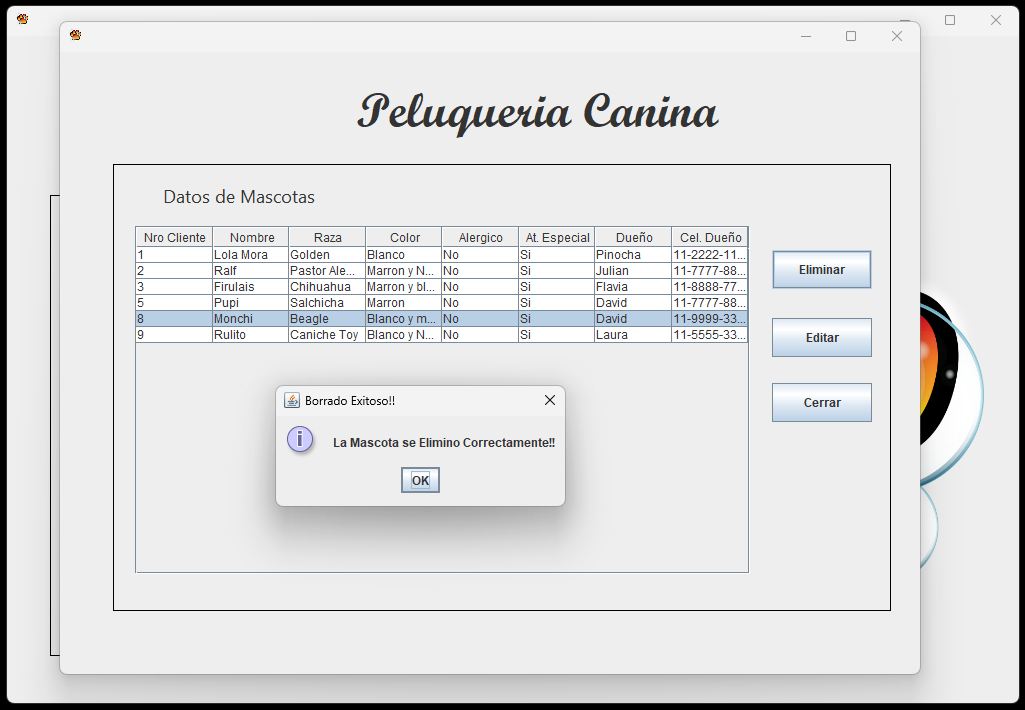 Peluqueria Canina
Datos de Mascotas
Nro Cliente Nombre Raza Color Alergico At. Especial Dueño Cel. Dueño
1 Lola Mora Golden Blanco No Si Pinocha 11-2222-11...
2 Ralf Pastor Ale... Marron y N... No Si Julian 11-7777-88...
3 Firulais Chihuahua Marron y bl... No Si Flavia 11-8888-77...
5 Pupi Salchicha Marron No Si David 11-7777-88...
8 Monchi Beagle Blanco y m... No Si David 11-9999-33...
9 Rulito Caniche Toy Blanco y N... No Si Laura 11-5555-33...
Eliminar
Editar
Cerrar
Borrado Exitoso!!
La Mascota se Elimino Correctamente!!
OK